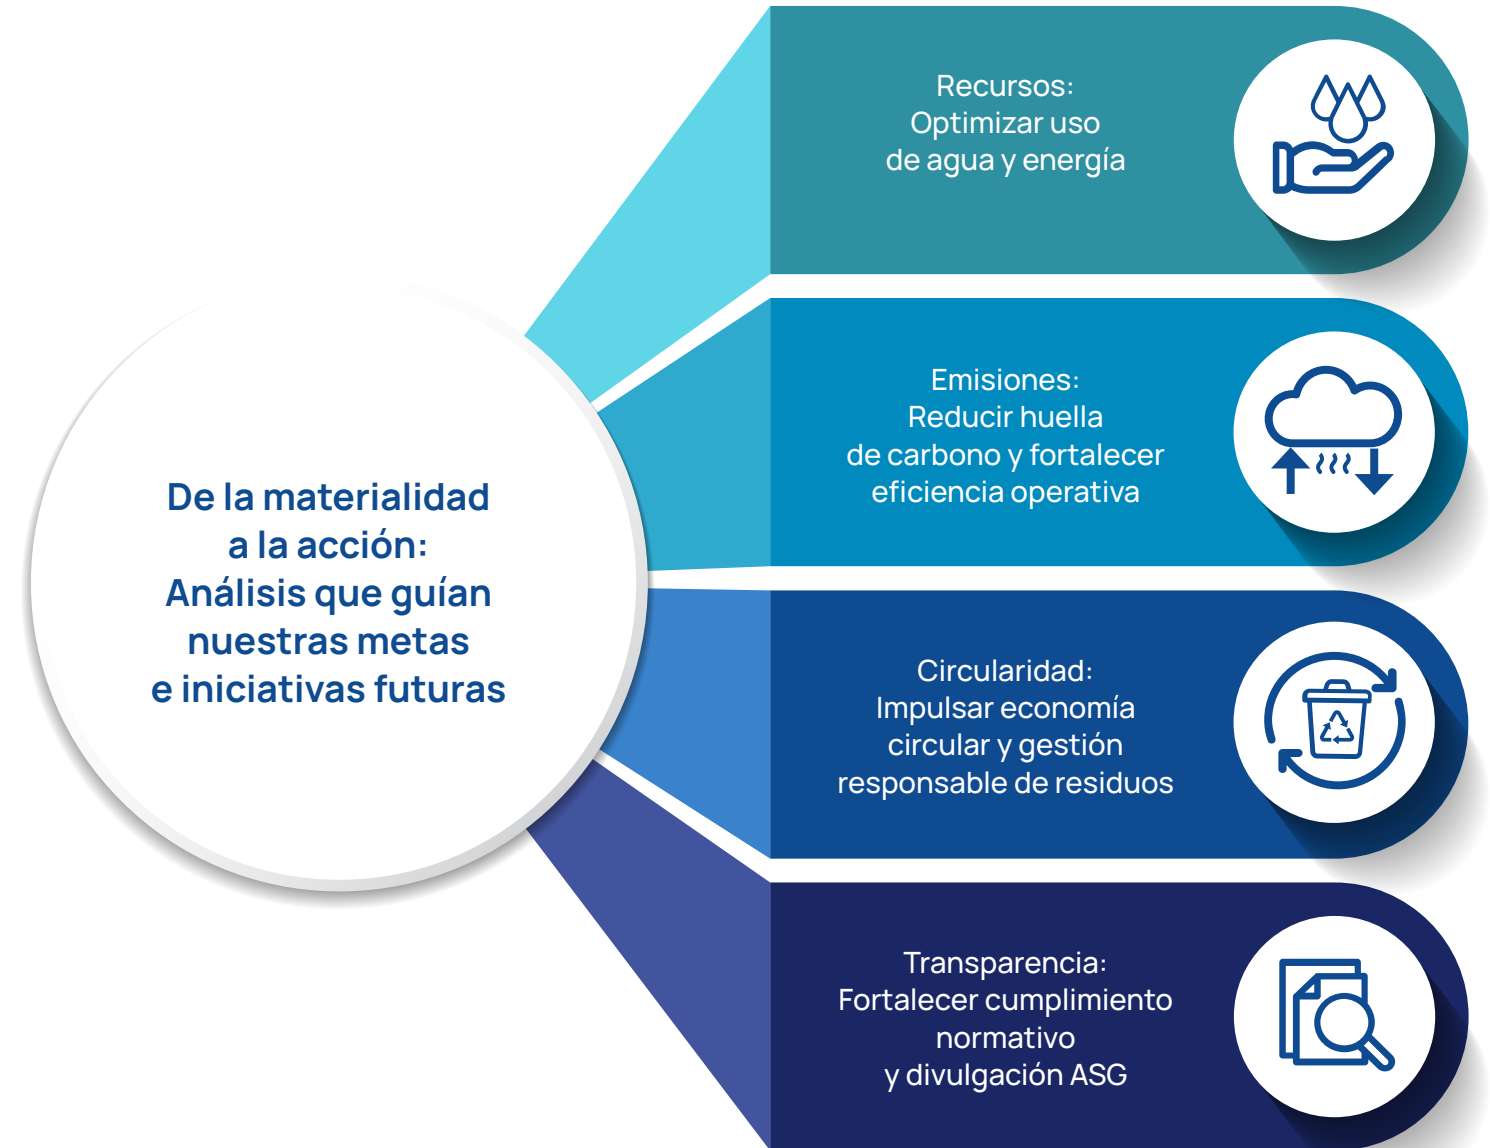 De la materialidad
a la acción:
Análisis que guían
nuestras metas
e iniciativas futuras
Recursos:
Optimizar uso
de agua y energía
Emisiones:
Reducir huella
de carbono y fortalecer
eficiencia operativa
Circularidad:
Impulsar economía
circular y gestión
responsable de residuos
Transparencia:
Fortalecer cumplimiento
normativo
y divulgación ASG